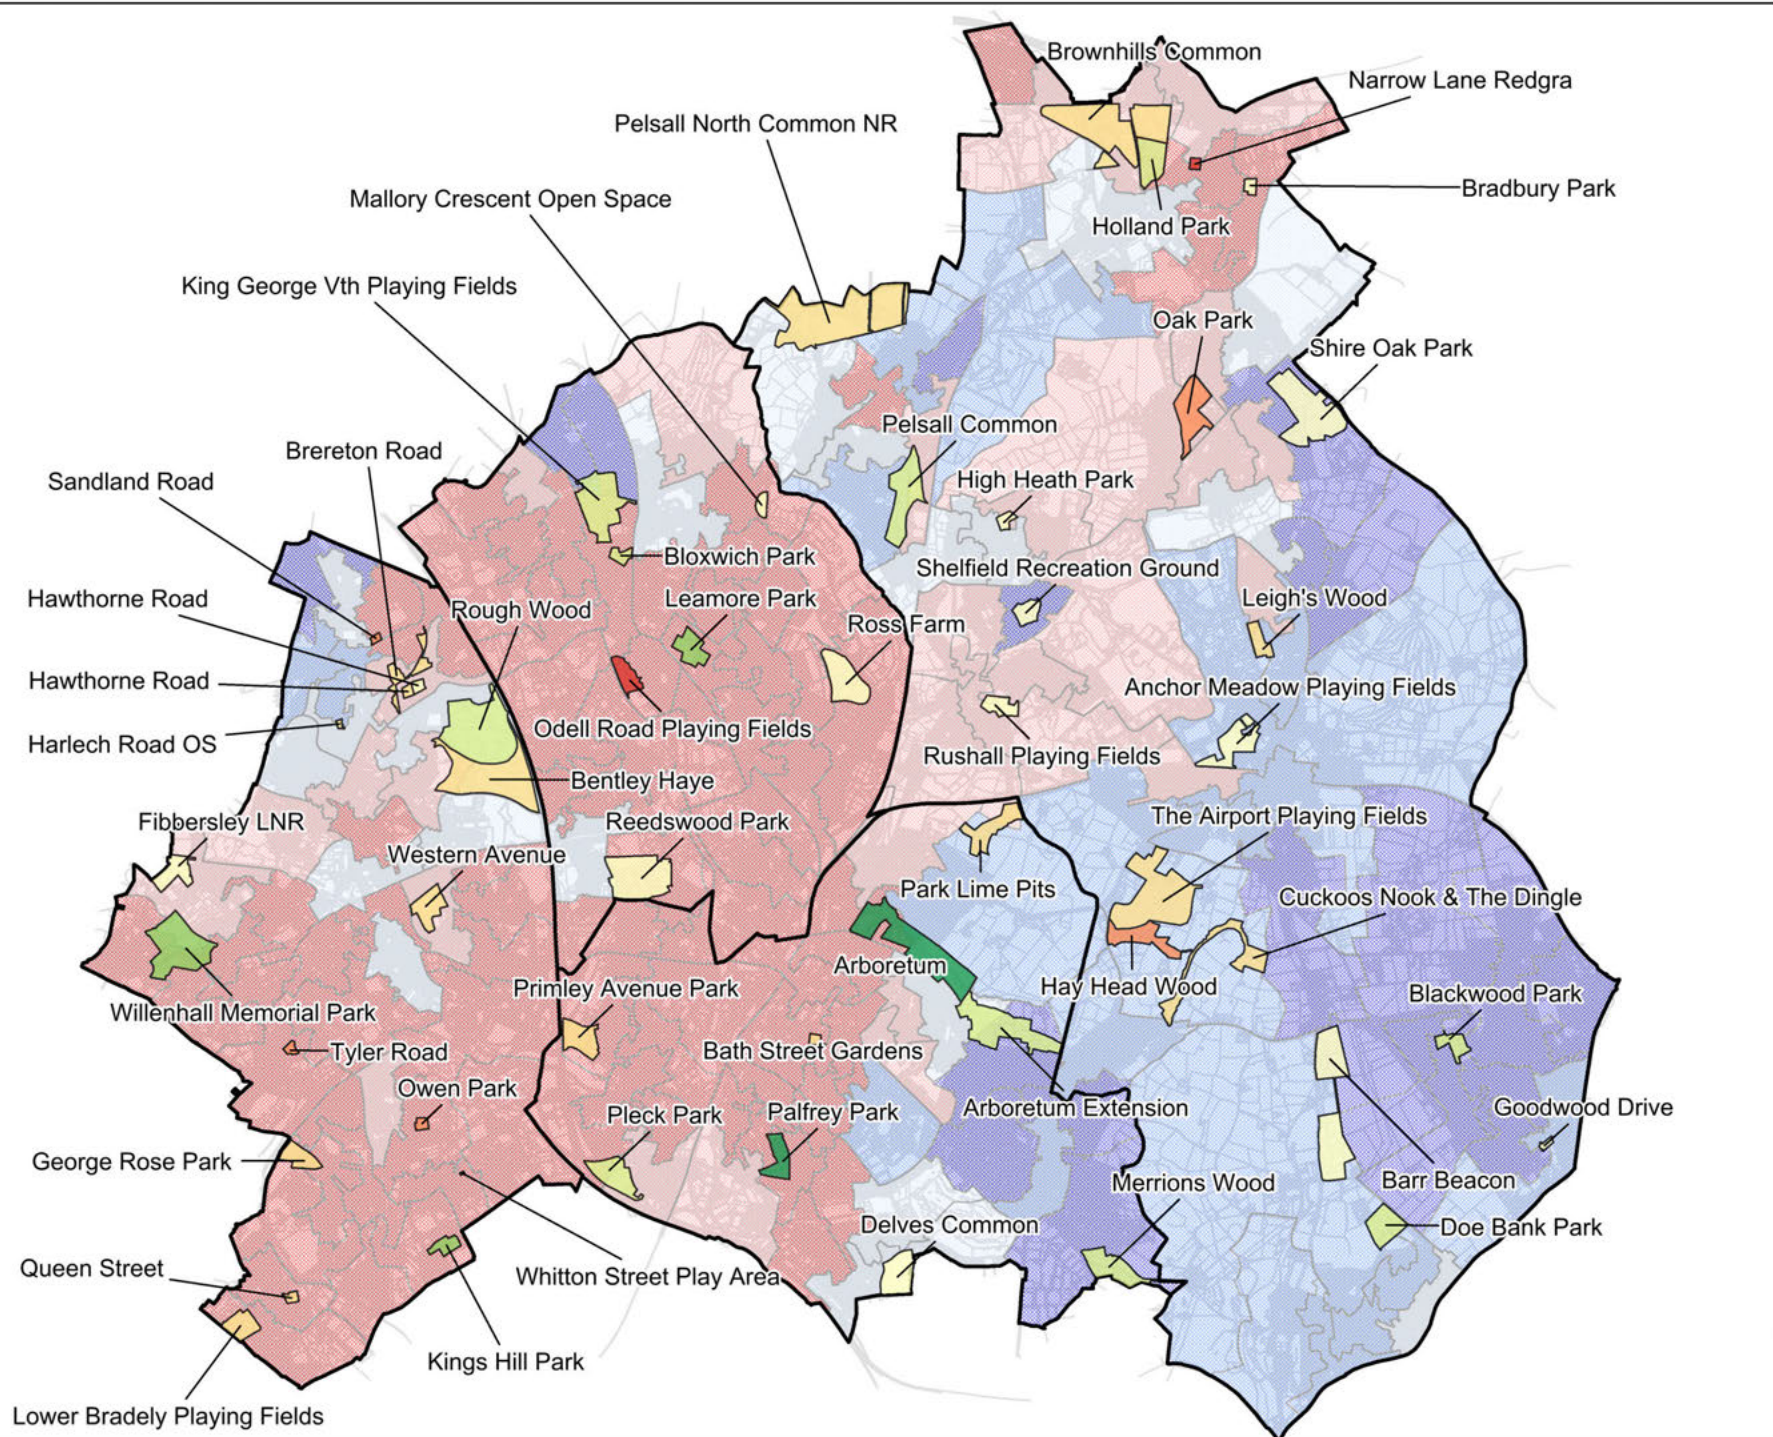 Brownhills Common
Narrow Lane Redgra
Pelsall North Common NR
Bradbury Park
Mallory Crescent Open Space
Holland Park
King George Vth Playing Fields
Oak Park
Shire Oak Park
Pelsall Common
Brereton Road
High Heath Park
Sandland Road
Bloxwich Park
Shelfield Recreation Ground
Hawthorne Road
Rough Wood
Leamore Park
Leigh's Wood
Ross Farm
Hawthorne Road
Anchor Meadow Playing Fields
Odell Road Playing Fields
Harlech Road OS
Rushall Playing Fields
Bentley Haye
Fibbersley LNR
Reedswood Park
The Airport Playing Fields
Western Avenue
Park Lime Pits
Cuckoos Nook & The Dingle
Arboretum
Primley Avenue Park
Hay Head Wood
Blackwood Park
Willenhall Memorial Park
Tyler Road
Bath Street Gardens
Owen Park
Pleck Park
Palfrey Park
Arboretum Extension
Goodwood Drive
George Rose Park
Merrions Wood
Barr Beacon
Delves Common
Doe Bank Park
Queen Street
Whitton Street Play Area
Kings Hill Park
Lower Bradely Playing Fields